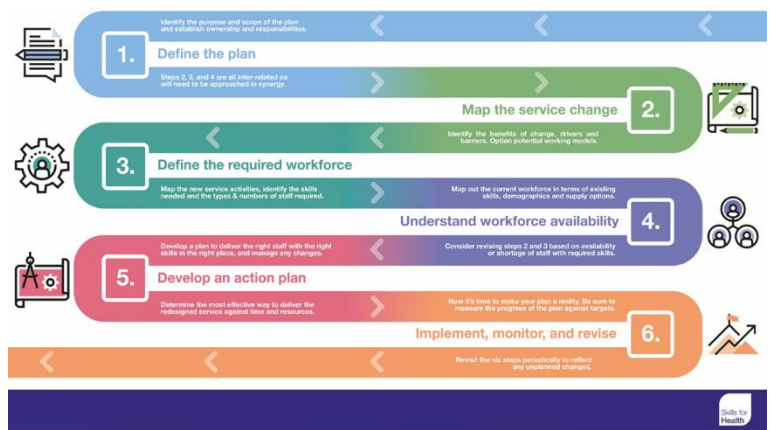 Identify the purpose and scope of the plan
and establish ownership and responsibilities.
1.
Define the plan
Steps 2, 3, and 4 are all inter-related so
will need to be approached in synergy.
Map the service change
2.
Identify the benefits of change, drivers and
barriers. Option potential working models.
3.
Define the required workforce
Map the new service activities, identify the skills
needed and the types & numbers of staff required.
Map out the current workforce in terms of existing
skills, demographics and supply options.
Understand workforce availability
4.
Consider revising steps 2 and 3 based on availability
or shortage of staff with required skills.
Develop a plan to deliver the right staff with the right
skills in the right place, and manage any changes.
5.
Develop an action plan
Determine the most effective way to deliver the
redesigned service against time and resources.
Now it's time to make your plan a reality. Be sure to
measure the progress of the plan against targets.
Implement, monitor, and revise
6.
Revisit the six steps periodically to reflect
any unplanned changes.
Skills for
Health